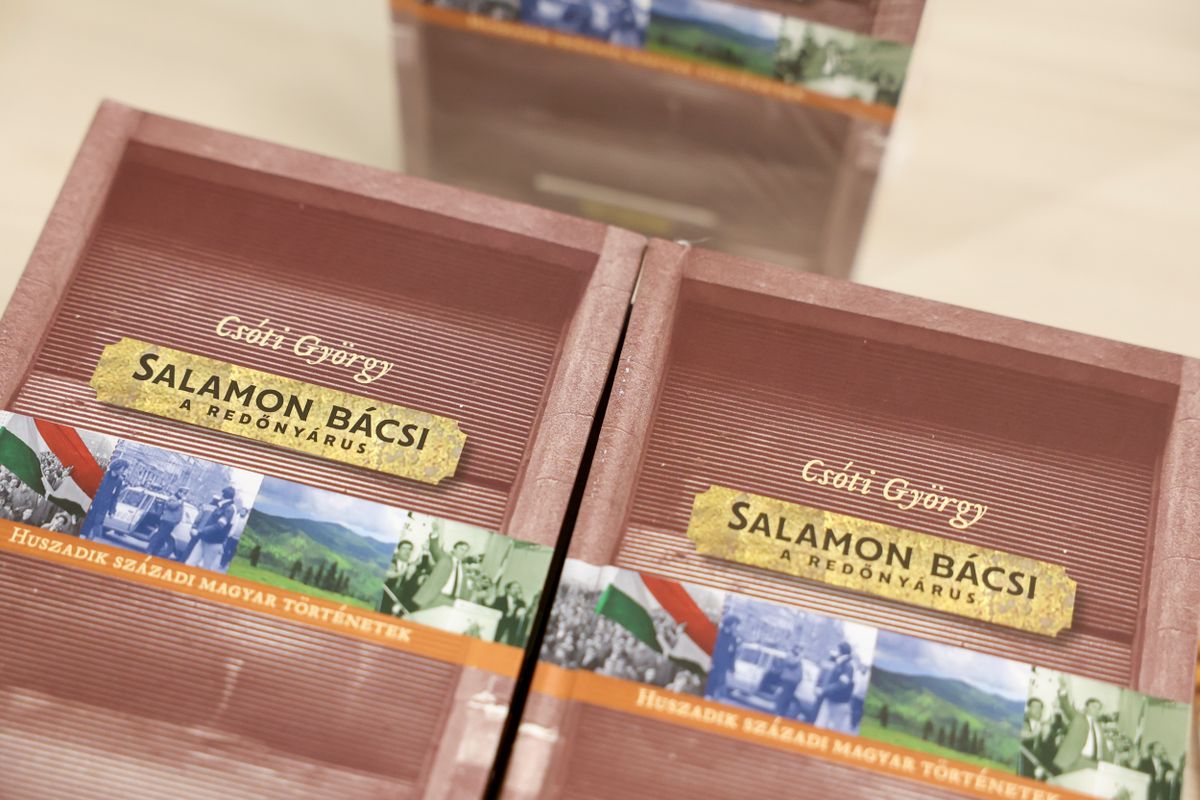 Csóti György
SALAMON BÁCSI
A REDŐNYÁRUS
HUSZADIK SZÁZADI MAGYAR TÖRTÉNETEK
Csóti György
SALAMON BÁCSI
A REDŐNYÁRUS
HUSZADIK SZÁZADI MAGYAR TÖRTÉNETEK